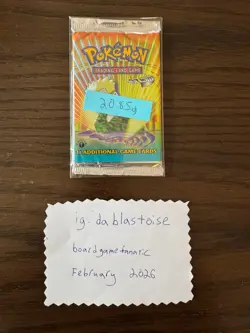 POKéMON
TRADING CARD GAME
20.85g
ADDITIONAL GAME CARDS
ig: dablastoise
boardgamefanatic
February 2026